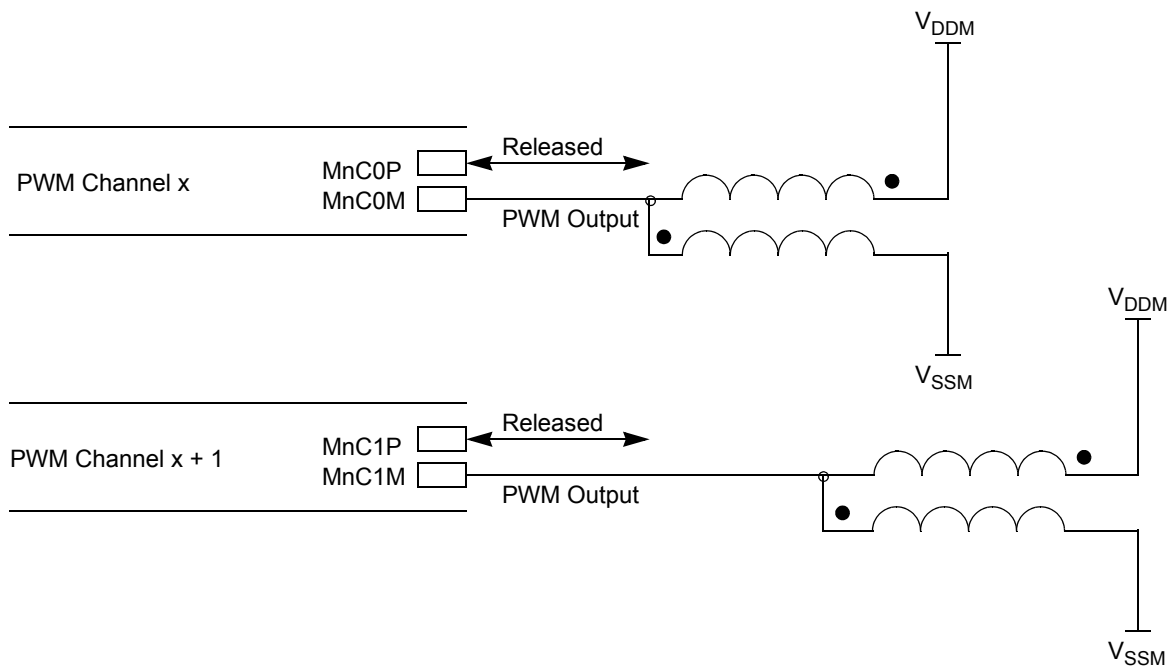 V_DDM
Released
MnC0P
PWM Channel x
MnC0M
PWM Output
V_DDM
V_SSM
Released
MnC1P
PWM Channel x + 1
MnC1M
PWM Output
V_SSM